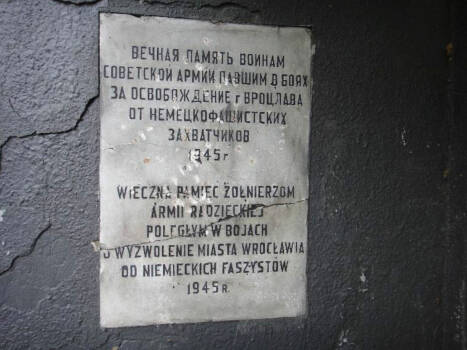 ВЕЧНАЯ ПАМЯТЬ ВОИНАМ
СОВЕТСКОЙ АРМИИ ПАВШИМ В БОЯХ
ЗА ОСВОБОЖДЕНИЕ г ВРОЦЛАВА
ОТ НЕМЕЦКОФАШИСТСКИХ
ЗАХВАТЧИКОВ
1945 г
WIECZNA PAMIĘĆ ŻOŁNIERZOM
ARMII RADZIECKIEJ
POLEGŁYM W BOJACH
O WYZWOLENIE MIASTA WROCŁAWIA
OD NIEMIECKICH FASZYSTÓW
1945 R.